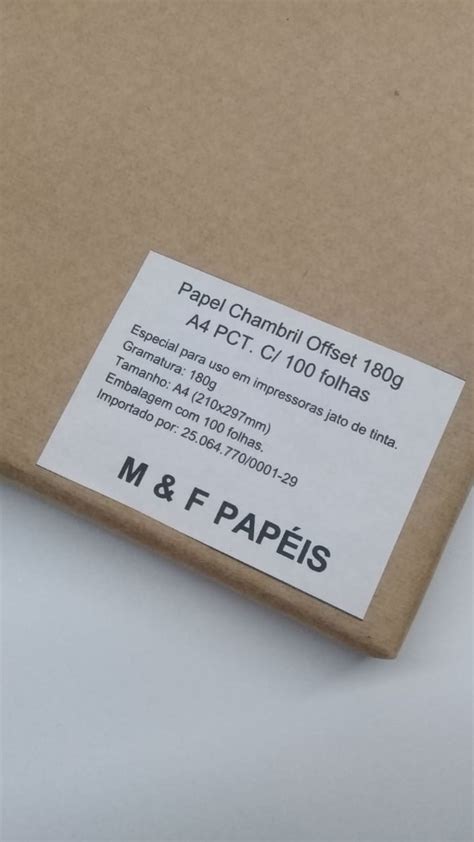 Papel Chambril Offset 180g
A4 PCT. C/ 100 folhas
Especial para uso em impressoras jato de tinta.
Gramatura: 180g
Tamanho: A4 (210x297mm)
Embalagem com 100 folhas.
Importado por: 25.064.770/0001-29
M & F PAPÉIS